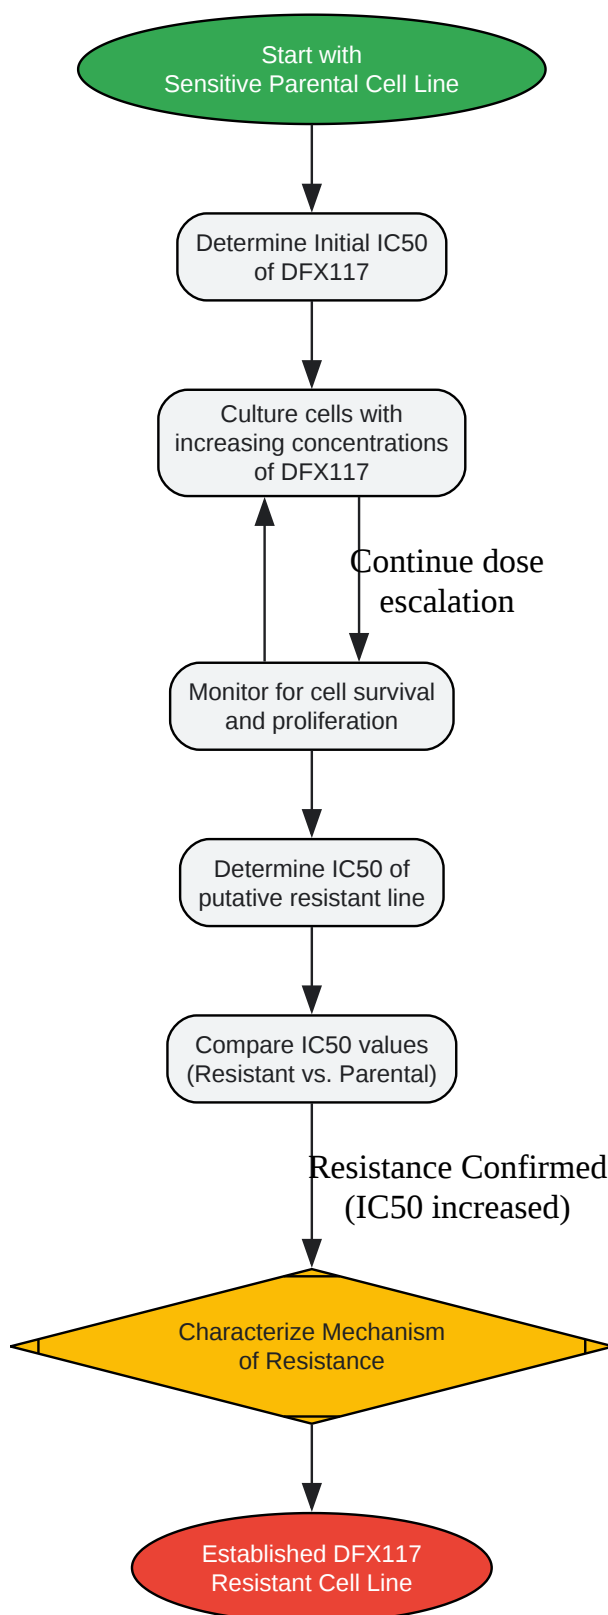 Start with
Sensitive Parental Cell Line
Determine Initial IC50
of DFX117
Culture cells with
increasing concentrations
of DFX117
Continue dose
escalation
Monitor for cell survival
and proliferation
Determine IC50 of
putative resistant line
Compare IC50 values
(Resistant vs. Parental)
Resistance Confirmed
(IC50 increased)
Characterize Mechanism
of Resistance
Established DFX117
Resistant Cell Line